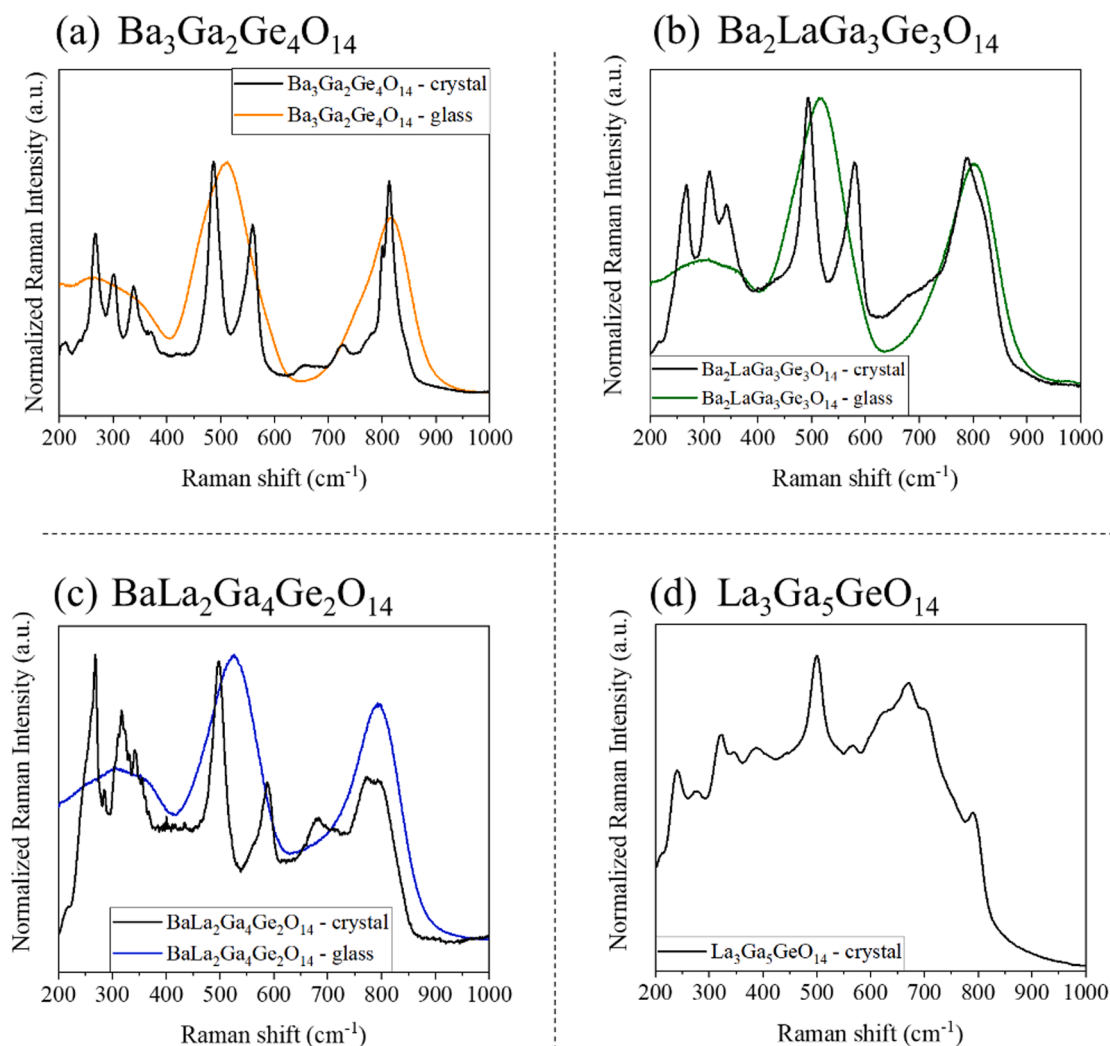 (a) Ba₃Ga₂Ge₄O₁₄
Normalized Raman Intensity (a.u.)
Ba₃Ga₂Ge₄O₁₄ - crystal
Ba₃Ga₂Ge₄O₁₄ - glass
200 300 400 500 600 700 800 900 1000
Raman shift (cm⁻¹)
(b) Ba₂LaGa₃Ge₃O₁₄
Normalized Raman Intensity (a.u.)
Ba₂LaGa₃Ge₃O₁₄ - crystal
Ba₂LaGa₃Ge₃O₁₄ - glass
200 300 400 500 600 700 800 900 1000
Raman shift (cm⁻¹)
(c) BaLa₂Ga₄Ge₂O₁₄
Normalized Raman Intensity (a.u.)
BaLa₂Ga₄Ge₂O₁₄ - crystal
BaLa₂Ga₄Ge₂O₁₄ - glass
200 300 400 500 600 700 800 900 1000
Raman shift (cm⁻¹)
(d) La₃Ga₅GeO₁₄
Normalized Raman Intensity (a.u.)
La₃Ga₅GeO₁₄ - crystal
200 300 400 500 600 700 800 900 1000
Raman shift (cm⁻¹)